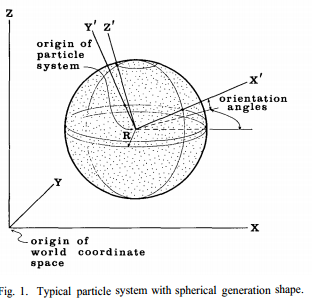 Z
Y' Z'
origin of
particle
system
X'
orientation
angles
R
Y
X
origin of
world coordinate
space
Fig. 1. Typical particle system with spherical generation shape.